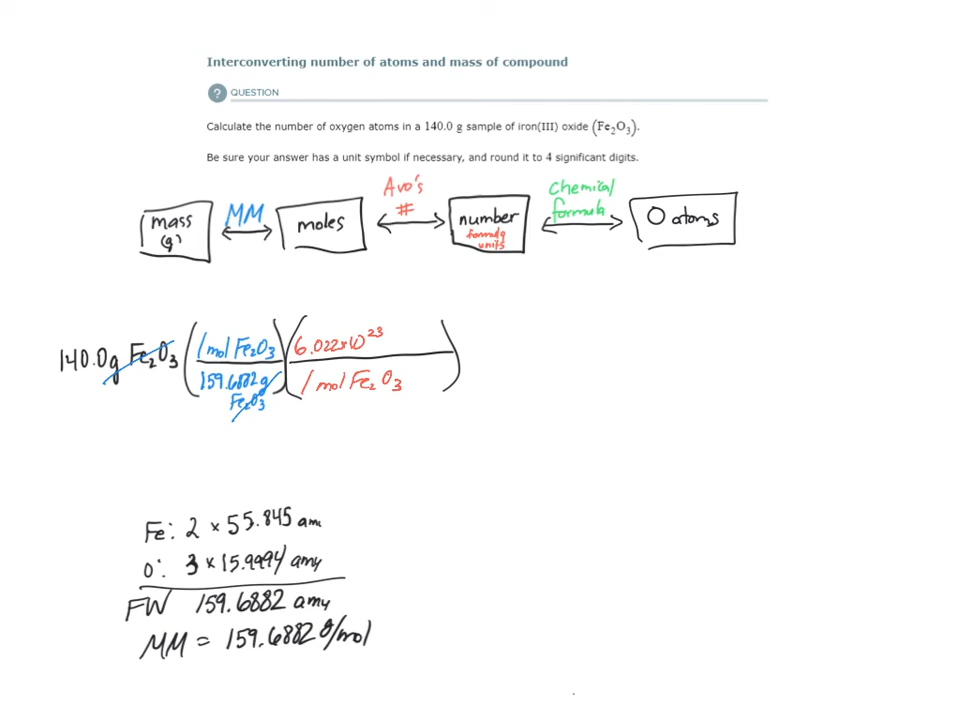 Interconverting number of atoms and mass of compound
? QUESTION
Calculate the number of oxygen atoms in a 140.0 g sample of iron(III) oxide (Fe₂O₃).
Be sure your answer has a unit symbol if necessary, and round it to 4 significant digits.
mass (g) MM moles Avo's # number formula units Chemical formula O atoms
140.0g Fe₂O₃ (1 mol Fe₂O₃ / 159.6882g Fe₂O₃) (6.022x10²³ / 1 mol Fe₂O₃)
Fe: 2 x 55.845 amu
O: 3 x 15.9994 amu
FW 159.6882 amu
MM = 159.6882 g/mol